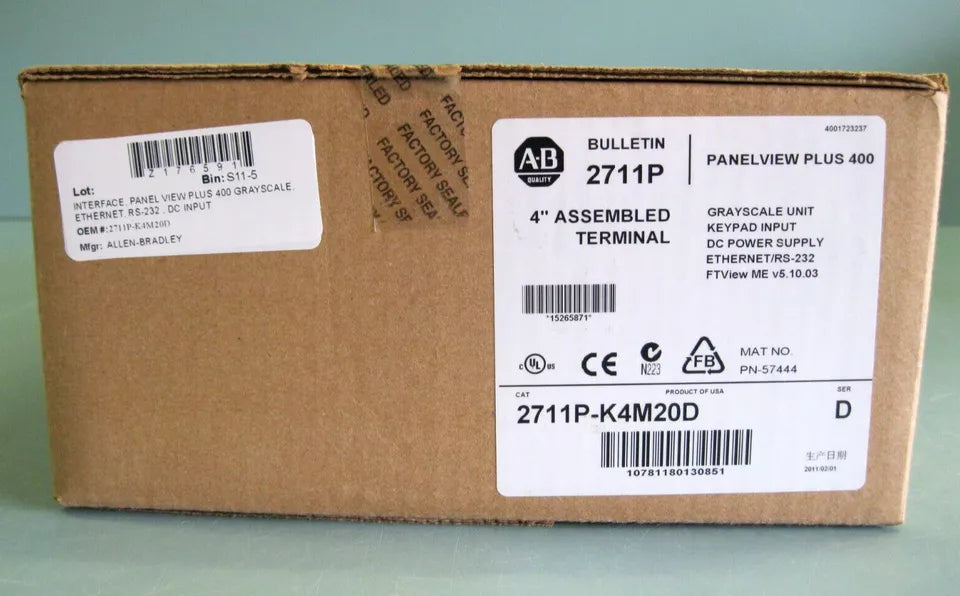 Z176591
Lot:
Bin: S11-5
INTERFACE, PANEL VIEW PLUS 400 GRAYSCALE,
ETHERNET, RS-232 , DC INPUT
OEM #:2711P-K4M20D
Mfgr: ALLEN-BRADLEY
FACTORY SEALED
FACTORY SEALED
FACTORY SEALED
4001723237
A-B
QUALITY
BULLETIN
2711P
PANELVIEW PLUS 400
4" ASSEMBLED
TERMINAL
GRAYSCALE UNIT
KEYPAD INPUT
DC POWER SUPPLY
ETHERNET/RS-232
FTView ME v5.10.03
*15265871*
c UL us
CE
N223
FB
MAT NO.
PN-57444
CAT
PRODUCT OF USA
SER
2711P-K4M20D
D
10781180130851
生产日期
2011/02/01